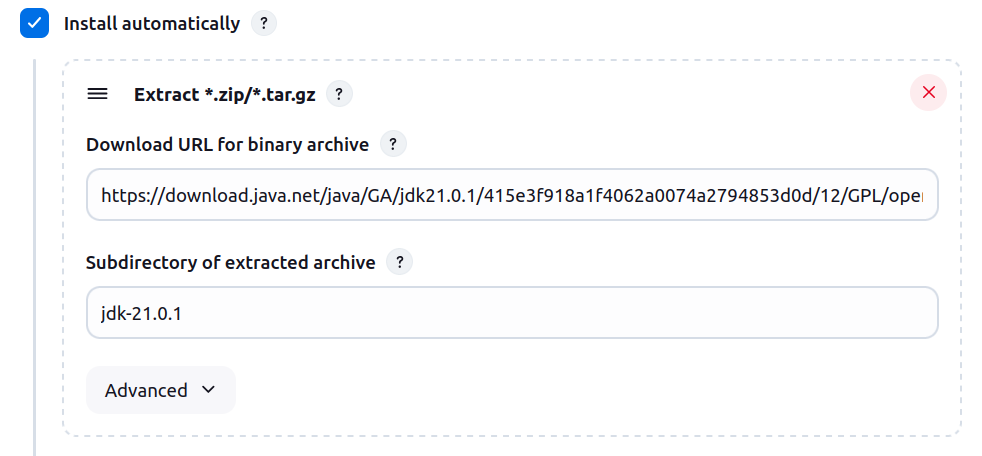 Install automatically ?
Extract *.zip/*.tar.gz ?
Download URL for binary archive ?
https://download.java.net/java/GA/jdk21.0.1/415e3f918a1f4062a0074a2794853d0d/12/GPL/open
Subdirectory of extracted archive ?
jdk-21.0.1
Advanced